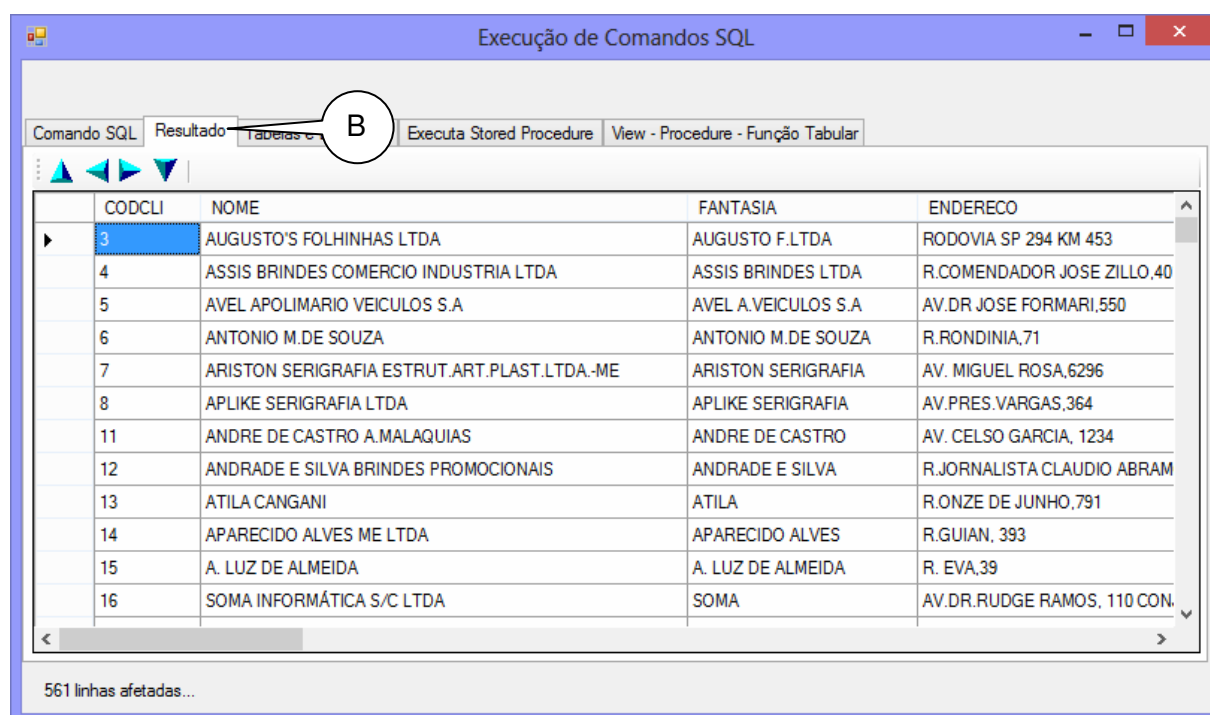 Execução de Comandos SQL
B
Comando SQL Resultado Tabelas e Executa Stored Procedure View - Procedure - Função Tabular
CODCLI NOME FANTASIA ENDERECO
3 AUGUSTO'S FOLHINHAS LTDA AUGUSTO F.LTDA RODOVIA SP 294 KM 453
4 ASSIS BRINDES COMERCIO INDUSTRIA LTDA ASSIS BRINDES LTDA R.COMENDADOR JOSE ZILLO,40
5 AVEL APOLIMARIO VEICULOS S.A AVEL A.VEICULOS S.A AV.DR JOSE FORMARI,550
6 ANTONIO M.DE SOUZA ANTONIO M.DE SOUZA R.RONDINIA,71
7 ARISTON SERIGRAFIA ESTRUT.ART.PLAST.LTDA.-ME ARISTON SERIGRAFIA AV. MIGUEL ROSA,6296
8 APLIKE SERIGRAFIA LTDA APLIKE SERIGRAFIA AV.PRES.VARGAS,364
11 ANDRE DE CASTRO A.MALAQUIAS ANDRE DE CASTRO AV. CELSO GARCIA, 1234
12 ANDRADE E SILVA BRINDES PROMOCIONAIS ANDRADE E SILVA R.JORNALISTA CLAUDIO ABRAM
13 ATILA CANGANI ATILA R.ONZE DE JUNHO,791
14 APARECIDO ALVES ME LTDA APARECIDO ALVES R.GUIAN, 393
15 A. LUZ DE ALMEIDA A. LUZ DE ALMEIDA R. EVA,39
16 SOMA INFORMÁTICA S/C LTDA SOMA AV.DR.RUDGE RAMOS, 110 CON.
561 linhas afetadas...